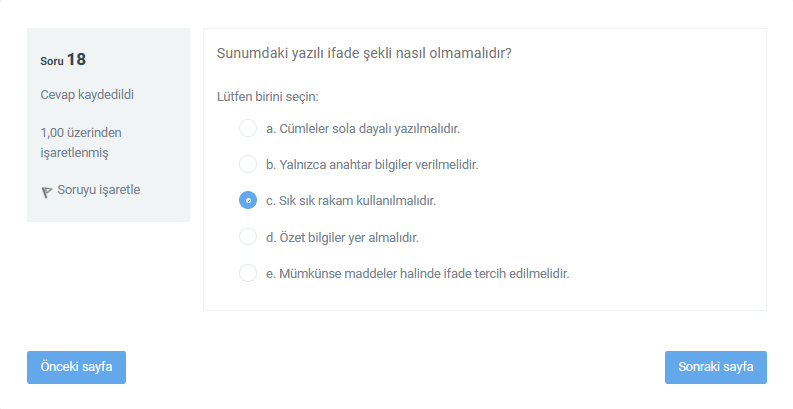 Soru 18
Cevap kaydedildi
1,00 üzerinden
işaretlenmiş
Soruyu işaretle
Sunumdaki yazılı ifade şekli nasıl olmamalıdır?
Lütfen birini seçin:
a. Cümleler sola dayalı yazılmalıdır.
b. Yalnızca anahtar bilgiler verilmelidir.
c. Sık sık rakam kullanılmalıdır.
d. Özet bilgiler yer almalıdır.
e. Mümkünse maddeler halinde ifade tercih edilmelidir.
Önceki sayfa
Sonraki sayfa